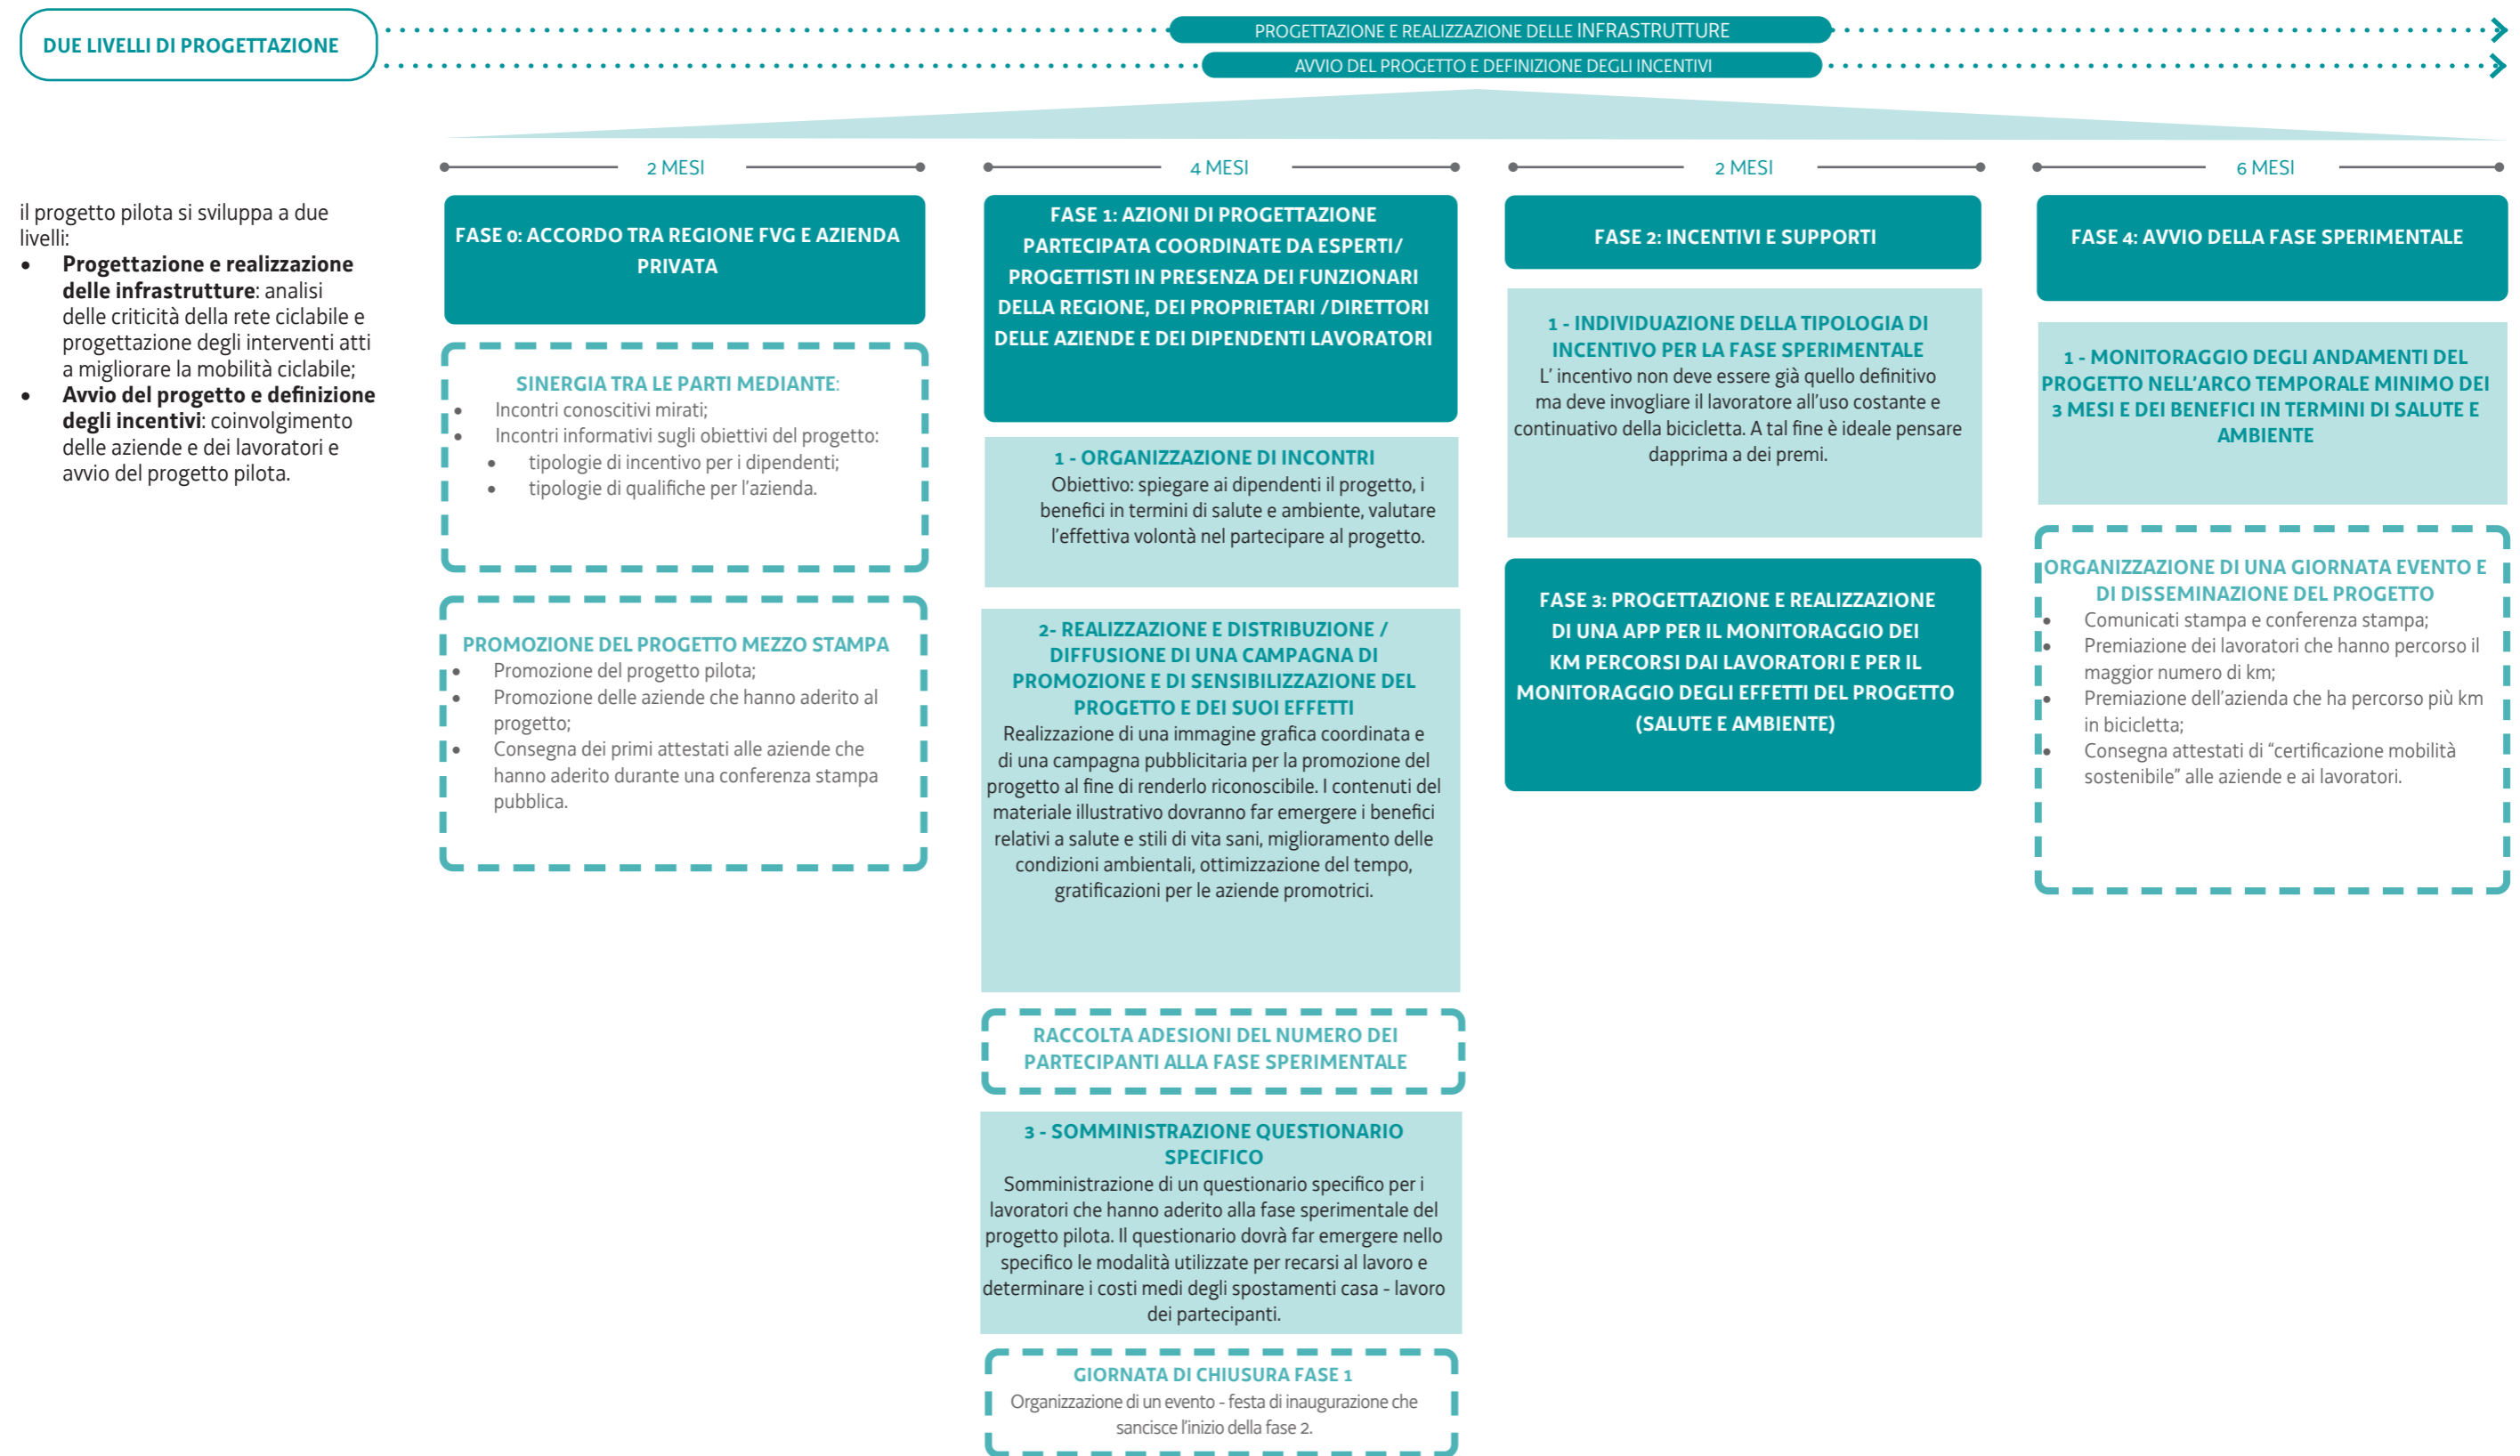 DUE LIVELLI DI PROGETTAZIONE
PROGETTAZIONE E REALIZZAZIONE DELLE INFRASTRUTTURE
AVVIO DEL PROGETTO E DEFINIZIONE DEGLI INCENTIVI
il progetto pilota si sviluppa a due
livelli:
• Progettazione e realizzazione
delle infrastrutture: analisi
delle criticità della rete ciclabile e
progettazione degli interventi atti
a migliorare la mobilità ciclabile;
• Avvio del progetto e definizione
degli incentivi: coinvolgimento
delle aziende e dei lavoratori e
avvio del progetto pilota.
2 MESI
FASE 0: ACCORDO TRA REGIONE FVG E AZIENDA
PRIVATA
SINERGIA TRA LE PARTI MEDIANTE:
• Incontri conoscitivi mirati;
• Incontri informativi sugli obiettivi del progetto:
• tipologie di incentivo per i dipendenti;
• tipologie di qualifiche per l'azienda.
PROMOZIONE DEL PROGETTO MEZZO STAMPA
• Promozione del progetto pilota;
• Promozione delle aziende che hanno aderito al
progetto;
• Consegna dei primi attestati alle aziende che
hanno aderito durante una conferenza stampa
pubblica.
4 MESI
FASE 1: AZIONI DI PROGETTAZIONE
PARTECIPATA COORDINATE DA ESPERTI/
PROGETTISTI IN PRESENZA DEI FUNZIONARI
DELLA REGIONE, DEI PROPRIETARI /DIRETTORI
DELLE AZIENDE E DEI DIPENDENTI LAVORATORI
1 - ORGANIZZAZIONE DI INCONTRI
Obiettivo: spiegare ai dipendenti il progetto, i
benefici in termini di salute e ambiente, valutare
l'effettiva volontà nel partecipare al progetto.
2- REALIZZAZIONE E DISTRIBUZIONE /
DIFFUSIONE DI UNA CAMPAGNA DI
PROMOZIONE E DI SENSIBILIZZAZIONE DEL
PROGETTO E DEI SUOI EFFETTI
Realizzazione di una immagine grafica coordinata e
di una campagna pubblicitaria per la promozione del
progetto al fine di renderlo riconoscibile. I contenuti del
materiale illustrativo dovranno far emergere i benefici
relativi a salute e stili di vita sani, miglioramento delle
condizioni ambientali, ottimizzazione del tempo,
gratificazioni per le aziende promotrici.
RACCOLTA ADESIONI DEL NUMERO DEI
PARTECIPANTI ALLA FASE SPERIMENTALE
3 - SOMMINISTRAZIONE QUESTIONARIO
SPECIFICO
Somministrazione di un questionario specifico per i
lavoratori che hanno aderito alla fase sperimentale del
progetto pilota. Il questionario dovrà far emergere nello
specifico le modalità utilizzate per recarsi al lavoro e
determinare i costi medi degli spostamenti casa - lavoro
dei partecipanti.
GIORNATA DI CHIUSURA FASE 1
Organizzazione di un evento - festa di inaugurazione che
sancisce l'inizio della fase 2.
2 MESI
FASE 2: INCENTIVI E SUPPORTI
1 - INDIVIDUAZIONE DELLA TIPOLOGIA DI
INCENTIVO PER LA FASE SPERIMENTALE
L' incentivo non deve essere già quello definitivo
ma deve invogliare il lavoratore all'uso costante e
continuativo della bicicletta. A tal fine è ideale pensare
dapprima a dei premi.
FASE 3: PROGETTAZIONE E REALIZZAZIONE
DI UNA APP PER IL MONITORAGGIO DEI
KM PERCORSI DAI LAVORATORI E PER IL
MONITORAGGIO DEGLI EFFETTI DEL PROGETTO
(SALUTE E AMBIENTE)
6 MESI
FASE 4: AVVIO DELLA FASE SPERIMENTALE
1 - MONITORAGGIO DEGLI ANDAMENTI DEL
PROGETTO NELL'ARCO TEMPORALE MINIMO DEI
3 MESI E DEI BENEFICI IN TERMINI DI SALUTE E
AMBIENTE
ORGANIZZAZIONE DI UNA GIORNATA EVENTO E
DI DISSEMINAZIONE DEL PROGETTO
• Comunicati stampa e conferenza stampa;
• Premiazione dei lavoratori che hanno percorso il
maggior numero di km;
• Premiazione dell'azienda che ha percorso più km
in bicicletta;
• Consegna attestati di "certificazione mobilità
sostenibile" alle aziende e ai lavoratori.